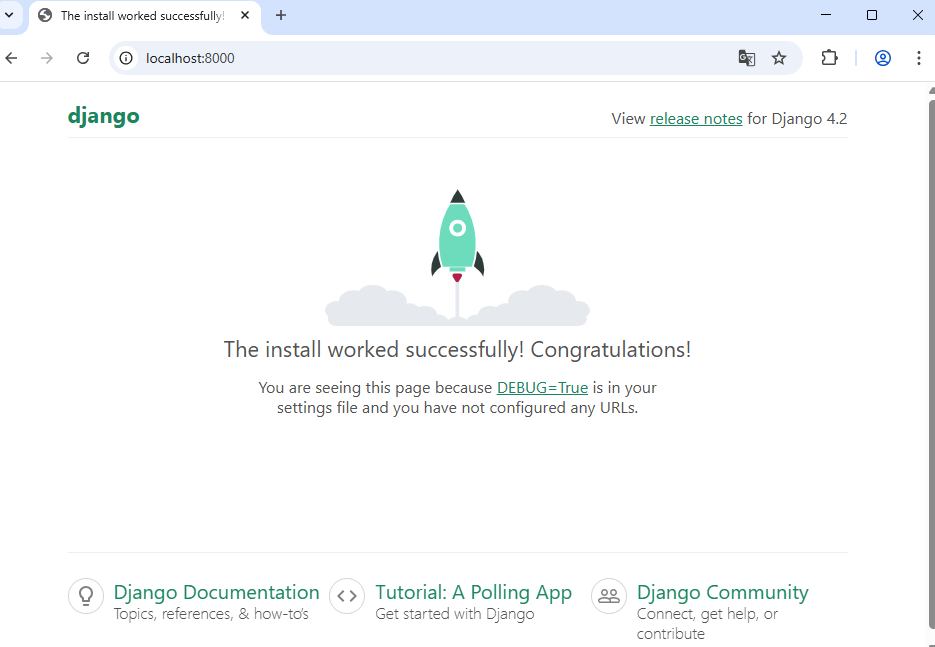 The install worked successfully!
localhost:8000
django
View release notes for Django 4.2
The install worked successfully! Congratulations!
You are seeing this page because DEBUG=True is in your
settings file and you have not configured any URLs.
Django Documentation
Topics, references, & how-to’s
Tutorial: A Polling App
Get started with Django
Django Community
Connect, get help, or
contribute